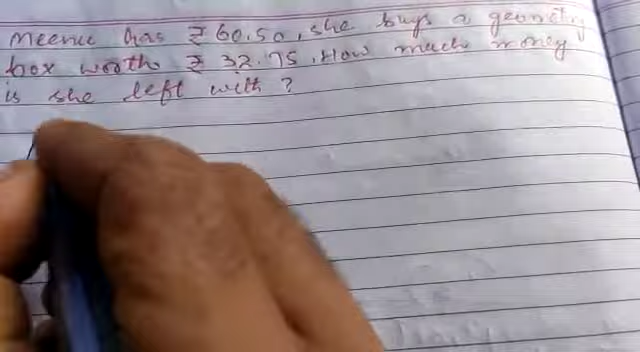 Meenu has ₹ 60.50, she buys a geometry
box worth ₹ 32.75. How much money
is she left with ?